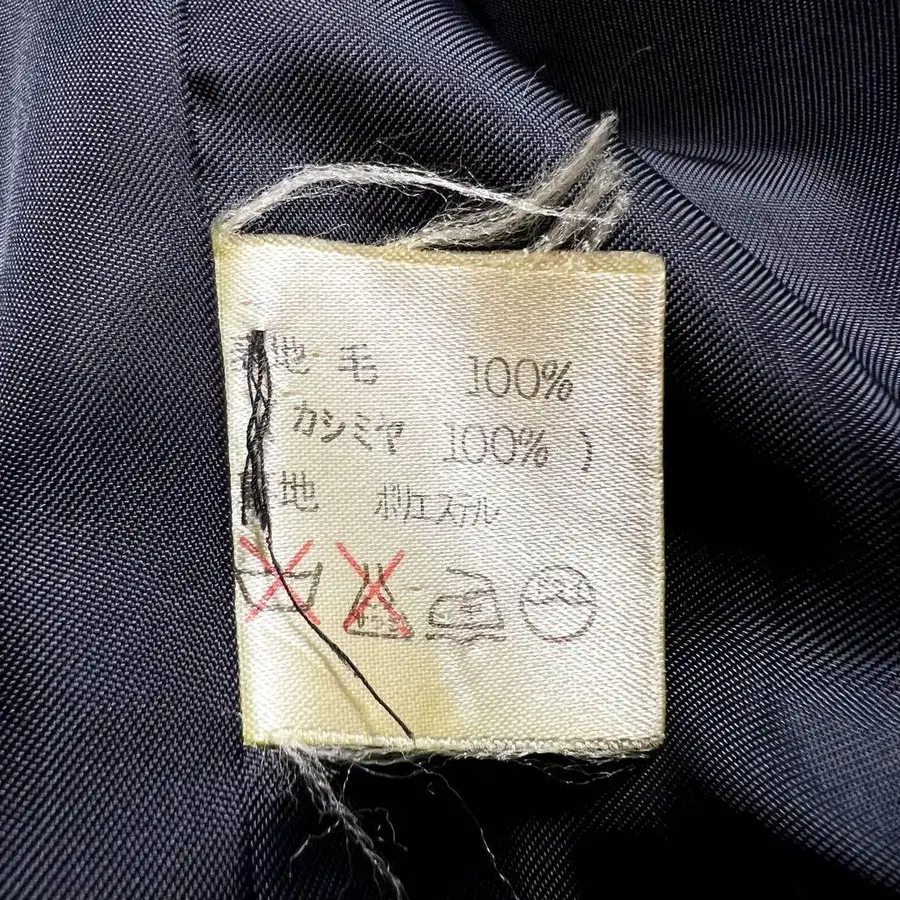 地 毛 100%
カシミヤ 100% )
地 ポリエステル